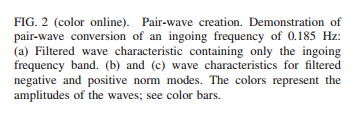 FIG. 2 (color online). Pair-wave creation. Demonstration of
pair-wave conversion of an ingoing frequency of 0.185 Hz:
(a) Filtered wave characteristic containing only the ingoing
frequency band. (b) and (c) wave characteristics for filtered
negative and positive norm modes. The colors represent the
amplitudes of the waves; see color bars.